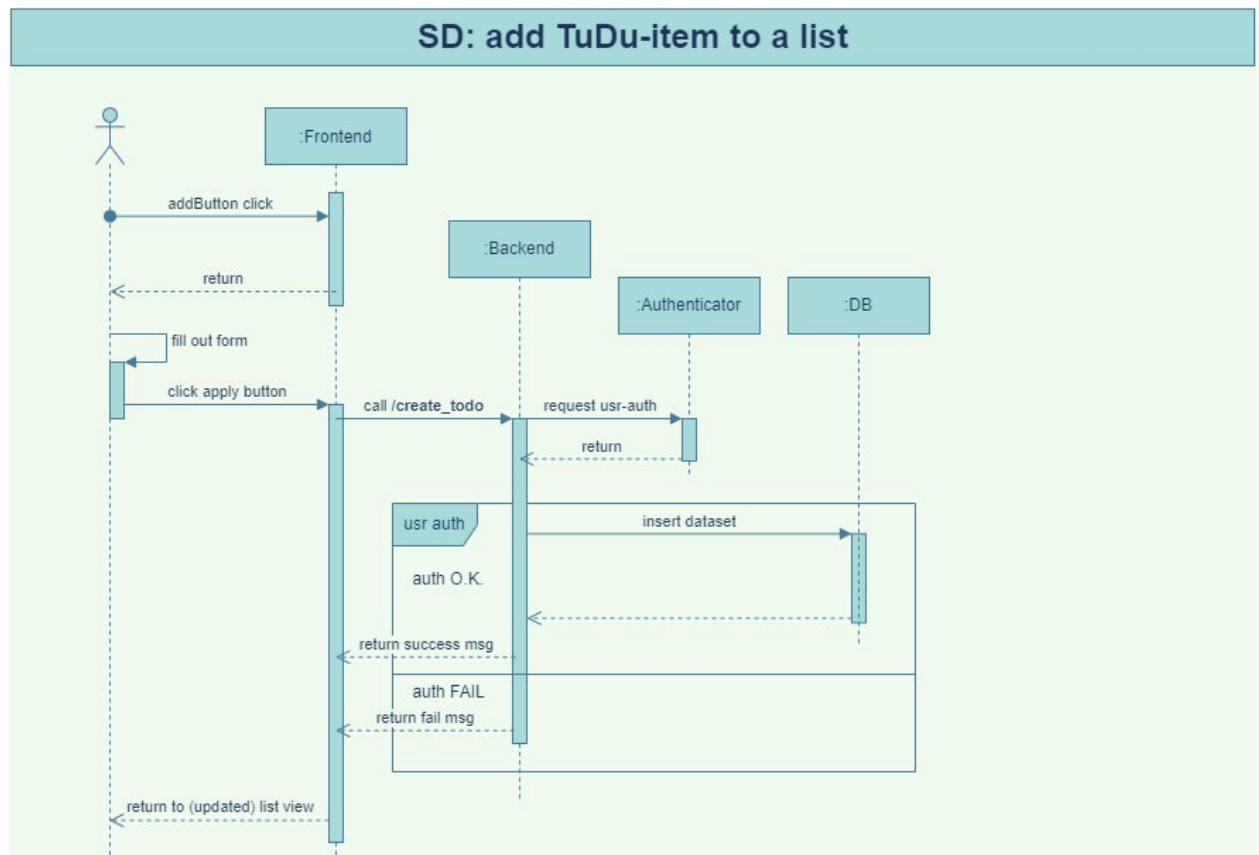 SD: add TuDu-item to a list
:Frontend
addButton click
:Backend
return
:Authenticator
:DB
fill out form
click apply button
call /create_todo
request usr-auth
return
usr auth
insert dataset
auth O.K.
return success msg
auth FAIL
return fail msg
return to (updated) list view